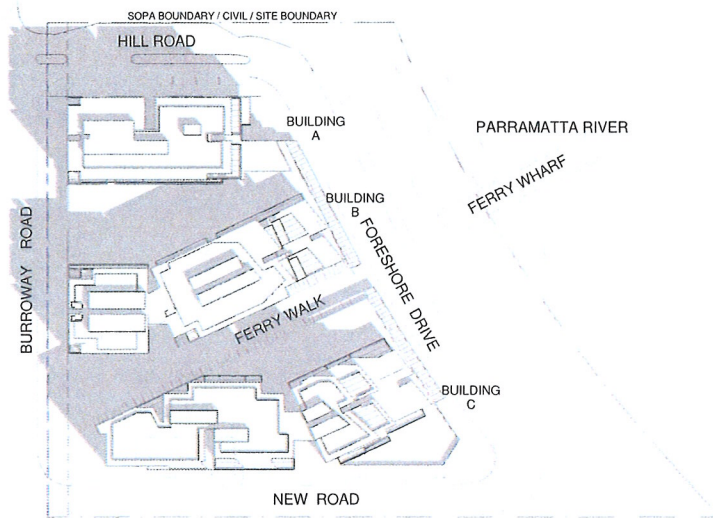 SOPA BOUNDARY / CIVIL / SITE BOUNDARY
HILL ROAD
BUILDING
A
PARRAMATTA RIVER
FERRY WHARF
BUILDING
B
FORESHORE DRIVE
BURROWAY ROAD
FERRY WALK
BUILDING
C
NEW ROAD